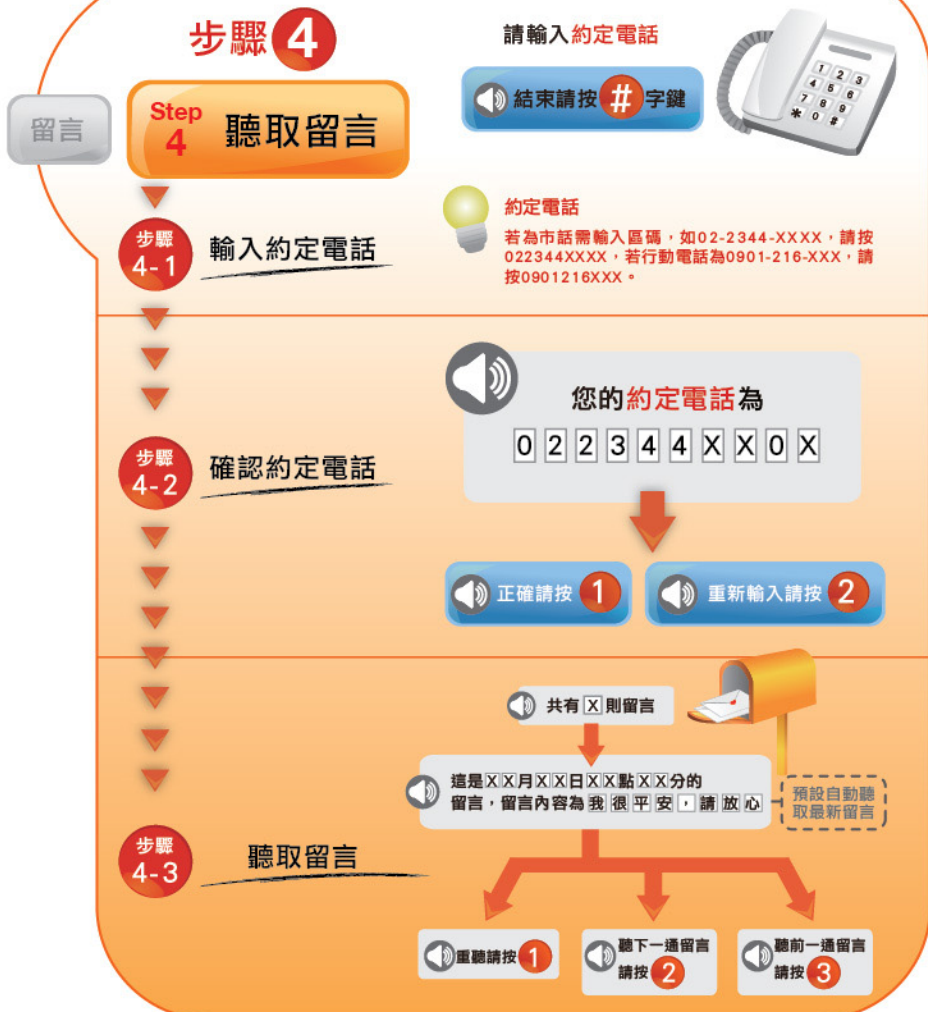 步驟 4
留言
Step 4 聽取留言
請輸入約定電話
結束請按 # 字鍵
1 2 3
4 5 6
7 8 9
* 0 #
步驟 4-1
輸入約定電話
約定電話
若為市話需輸入區碼，如02-2344-XXXX，請按
022344XXXX，若行動電話為0901-216-XXX，請
按0901216XXX。
步驟 4-2
確認約定電話
您的約定電話為
0 2 2 3 4 4 X X 0 X
正確請按 1
重新輸入請按 2
步驟 4-3
聽取留言
共有 X 則留言
這是XX月XX日XX點XX分的
留言，留言內容為我很平安，請放心
預設自動聽
取最新留言
重聽請按 1
聽下一通留言
請按 2
聽前一通留言
請按 3